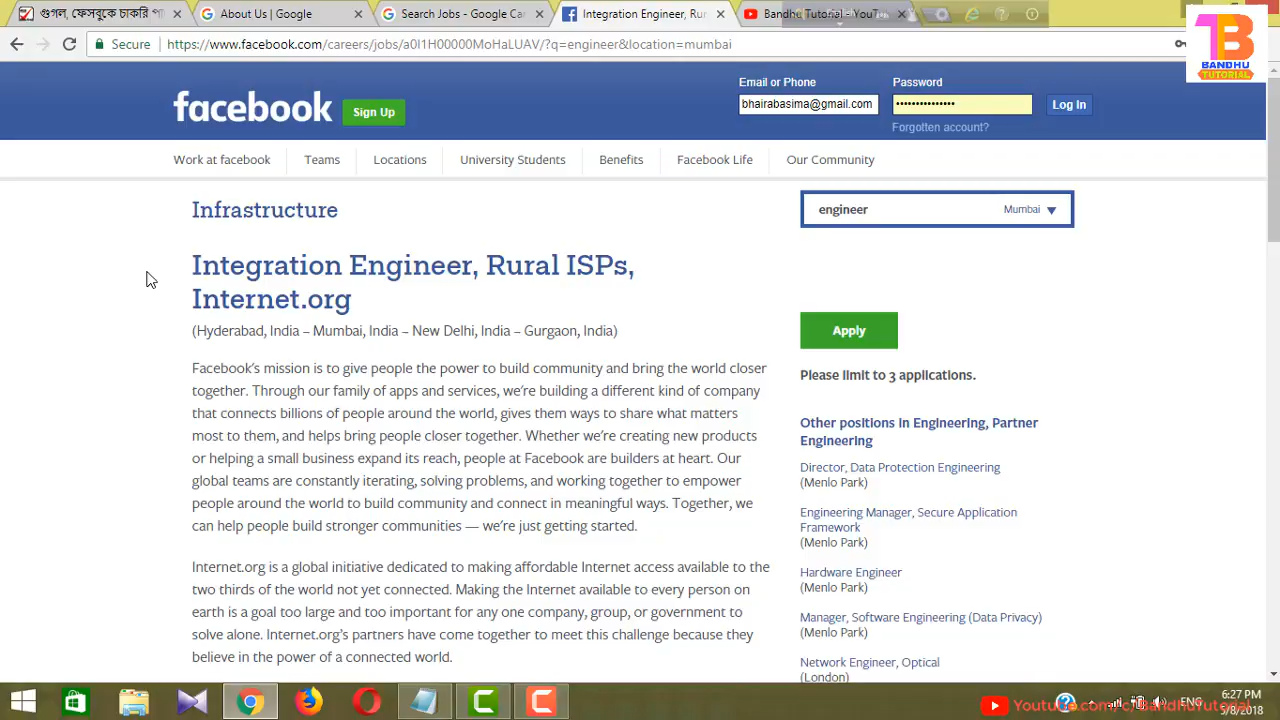 গুগল, ফেসবুকে চাকরি পা
About Us | Google
Search Jobs - Google Ca
Integration Engineer, Rur
Bandhu Tutorial - YouT
Secure
https://www.facebook.com/careers/jobs/a0I1H00000MoHaLUAV/?q=engineer&location=mumbai
BANDHU
TUTORIAL
Email or Phone
Password
facebook
Sign Up
bhairabasima@gmail.com
•••••••••••••••
Log In
Forgotten account?
Work at facebook
Teams
Locations
University Students
Benefits
Facebook Life
Our Community
Infrastructure
engineer
Mumbai
Integration Engineer, Rural ISPs,
Internet.org
(Hyderabad, India – Mumbai, India – New Delhi, India – Gurgaon, India)
Apply
Please limit to 3 applications.
Facebook's mission is to give people the power to build community and bring the world closer
together. Through our family of apps and services, we're building a different kind of company
that connects billions of people around the world, gives them ways to share what matters
most to them, and helps bring people closer together. Whether we're creating new products
or helping a small business expand its reach, people at Facebook are builders at heart. Our
global teams are constantly iterating, solving problems, and working together to empower
people around the world to build community and connect in meaningful ways. Together, we
can help people build stronger communities — we're just getting started.
Internet.org is a global initiative dedicated to making affordable Internet access available to the
two thirds of the world not yet connected. Making the Internet available to every person on
earth is a goal too large and too important for any one company, group, or government to
solve alone. Internet.org's partners have come together to meet this challenge because they
believe in the power of a connected world.
Other positions in Engineering, Partner
Engineering
Director, Data Protection Engineering
(Menlo Park)
Engineering Manager, Secure Application
Framework
(Menlo Park)
Hardware Engineer
(Menlo Park)
Manager, Software Engineering (Data Privacy)
(Menlo Park)
Network Engineer, Optical
(London)
ENG
6:27 PM
5/8/2018
Youtube.com/c/BandhuTutorial